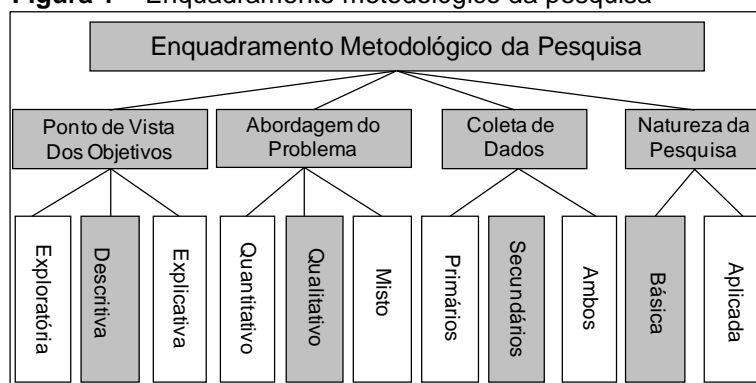 Figura 1 – Enquadramento metodológico da pesquisa
Enquadramento Metodológico da Pesquisa
Ponto de Vista
Dos Objetivos
Abordagem do
Problema
Coleta de
Dados
Natureza da
Pesquisa
Exploratória
Descritiva
Explicativa
Quantitativo
Qualitativo
Misto
Primários
Secundários
Ambos
Básica
Aplicada